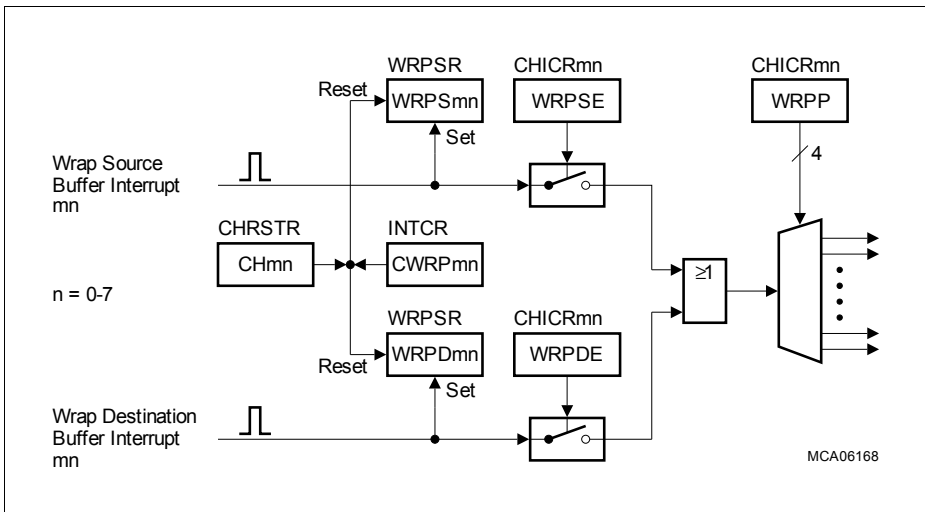 WRPSR
CHICRmn
CHICRmn
Reset
WRPSmn
WRPSE
WRPP
Set
4
Wrap Source
Buffer Interrupt
mn
CHRSTR
INTCR
CHmn
CWRPmn
≥1
n = 0-7
WRPSR
CHICRmn
Reset
WRPDmn
WRPDE
Set
Wrap Destination
Buffer Interrupt
mn
MCA06168